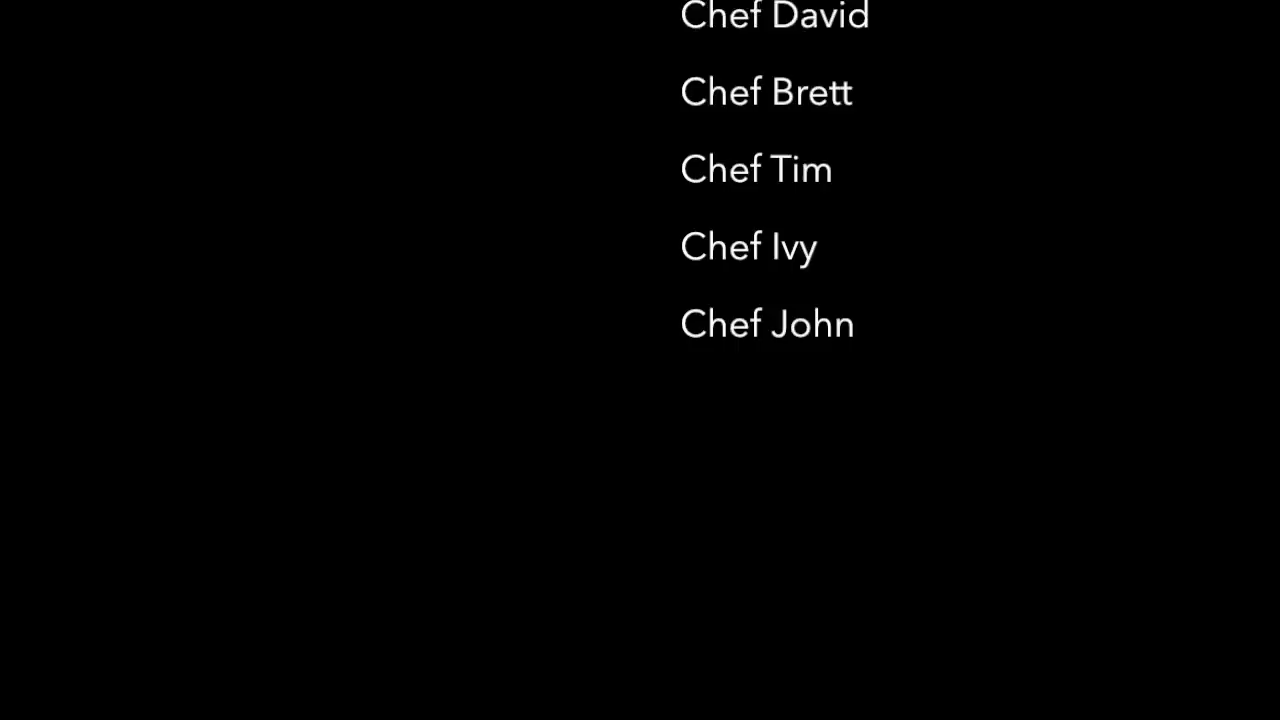 Chef David
Chef Brett
Chef Tim
Chef Ivy
Chef John